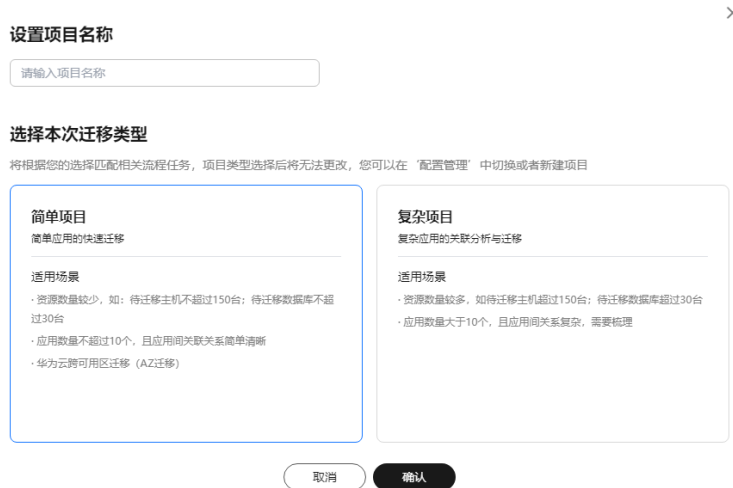 设置项目名称
请输入项目名称
选择本次迁移类型
将根据您的选择匹配相关流程任务，项目类型选择后将无法更改，您可以在‘配置管理’中切换或者新建项目
简单项目
简单应用的快速迁移
适用场景
· 资源数量较少，如：待迁移主机不超过150台；待迁移数据库不超
过30台
· 应用数量不超过10个，且应用间关联关系简单清晰
· 华为云跨可用区迁移（AZ迁移）
复杂项目
复杂应用的关联分析与迁移
适用场景
· 资源数量较多，如待迁移主机超过150台；待迁移数据库超过30台
· 应用数量大于10个，且应用间关系复杂，需要梳理
取消
确认